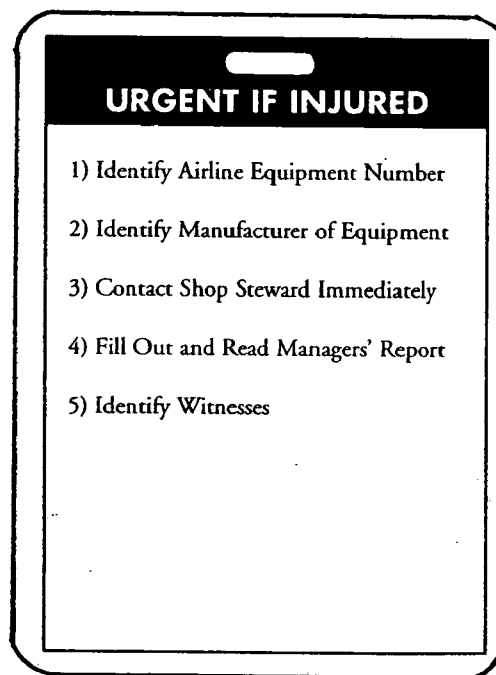 URGENT IF INJURED
1) Identify Airline Equipment Number
2) Identify Manufacturer of Equipment
3) Contact Shop Steward Immediately
4) Fill Out and Read Managers' Report
5) Identify Witnesses